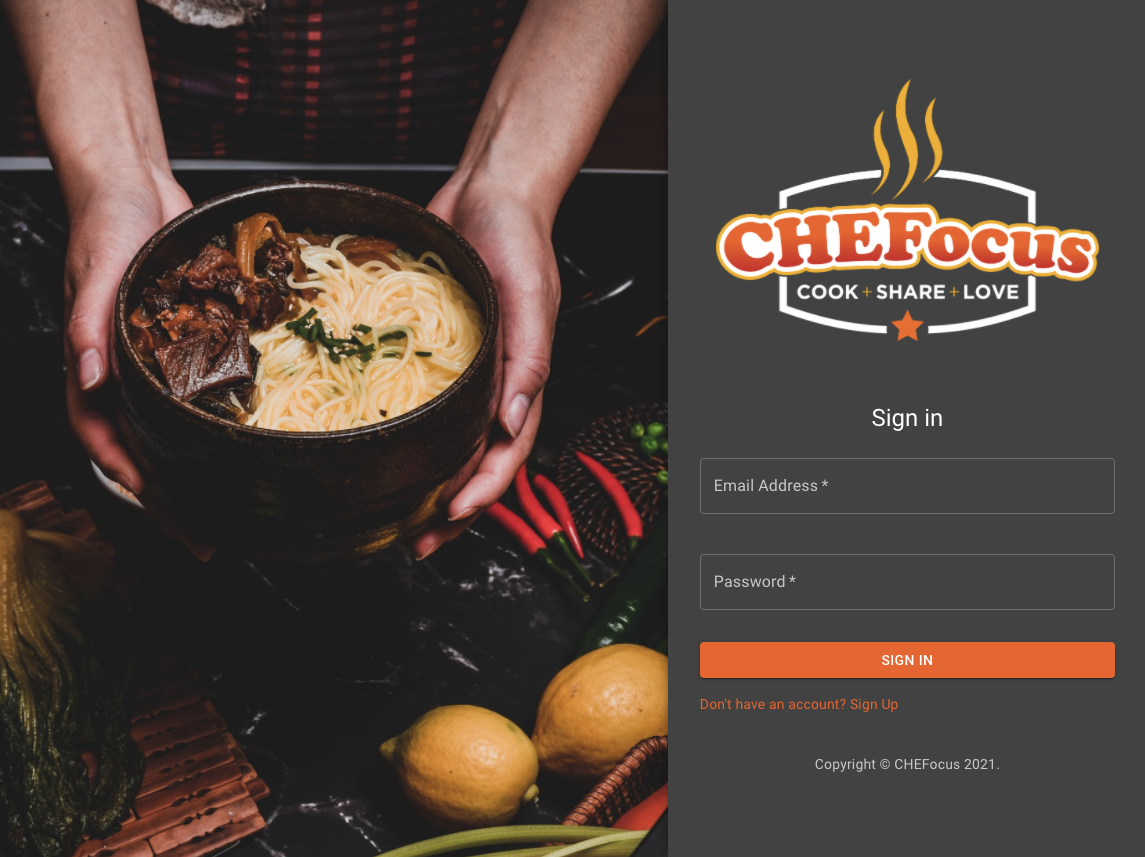 CHEFocus
COOK + SHARE + LOVE
Sign in
Email Address *
Password *
SIGN IN
Don't have an account? Sign Up
Copyright © CHEFocus 2021.